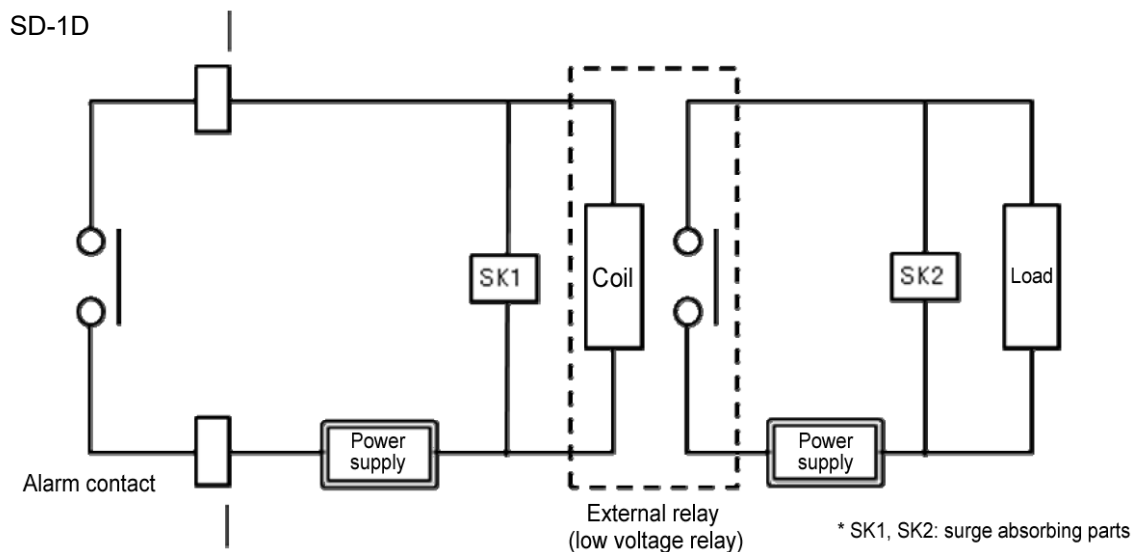 SD-1D
SK1
Coil
SK2
Load
Power
supply
Power
supply
Alarm contact
External relay
(low voltage relay)
* SK1, SK2: surge absorbing parts